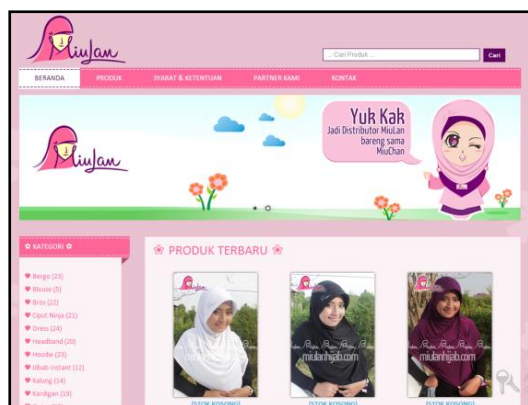 MiuLan
... Cari Produk ...
Cari
BERANDA
PRODUK
SYARAT & KETENTUAN
PARTNER KAMI
KONTAK
MiuLan
Yuk Kak
Jadi Distributor MiuLan
bareng sama
MiuChan
KATEGORI
PRODUK TERBARU
Bergo (23)
Blouse (5)
Bros (22)
Ciput Ninja (21)
Dress (24)
Headband (20)
Hoodie (23)
Jilbab Instant (12)
Kalung (14)
Kardigan (19)
MiuLan
miulanhijab.com
(STOK KOSONG)
MiuLan
miulanhijab.com
(STOK KOSONG)
MiuLan
miulanhijab.com
(STOK KOSONG)